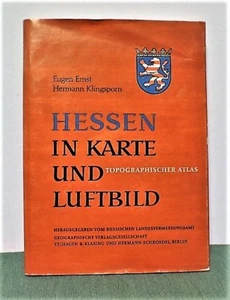 Eugen Ernst
Hermann Klingsporn
HESSEN
IN KARTE
TOPOGRAPHISCHER ATLAS
UND
LUFTBILD
HERAUSGEGEBEN VOM HESSISCHEN LANDESVERMESSUNGSAMT
GEOGRAPHISCHE VERLAGSGESELLSCHAFT
VELHAGEN & KLASING UND HERMANN SCHROEDEL, BERLIN